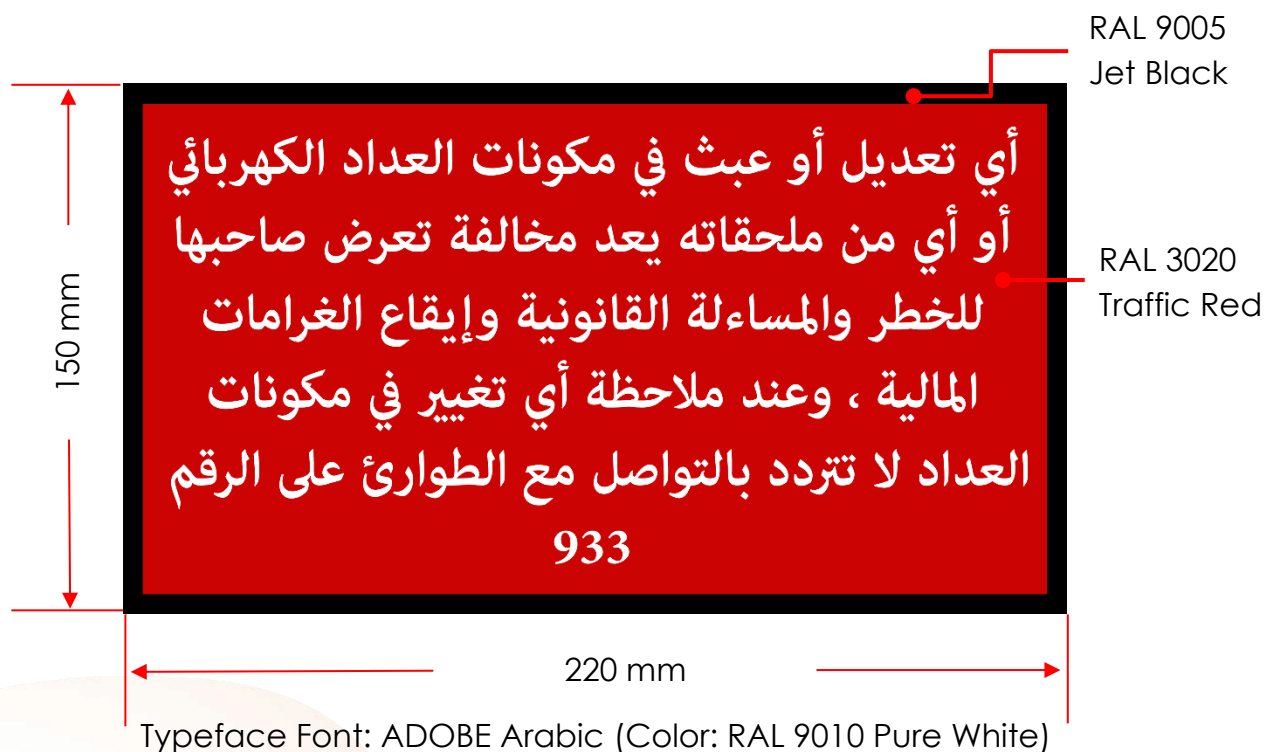 RAL 9005
Jet Black
أي تعديل أو عبث في مكونات العداد الكهربائي
أو أي من ملحقاته يعد مخالفة تعرض صاحبها
للخطر والمساءلة القانونية وإيقاع الغرامات
المالية ، وعند ملاحظة أي تغيير في مكونات
العداد لا تتردد بالتواصل مع الطوارئ على الرقم
933
RAL 3020
Traffic Red
150 mm
220 mm
Typeface Font: ADOBE Arabic (Color: RAL 9010 Pure White)